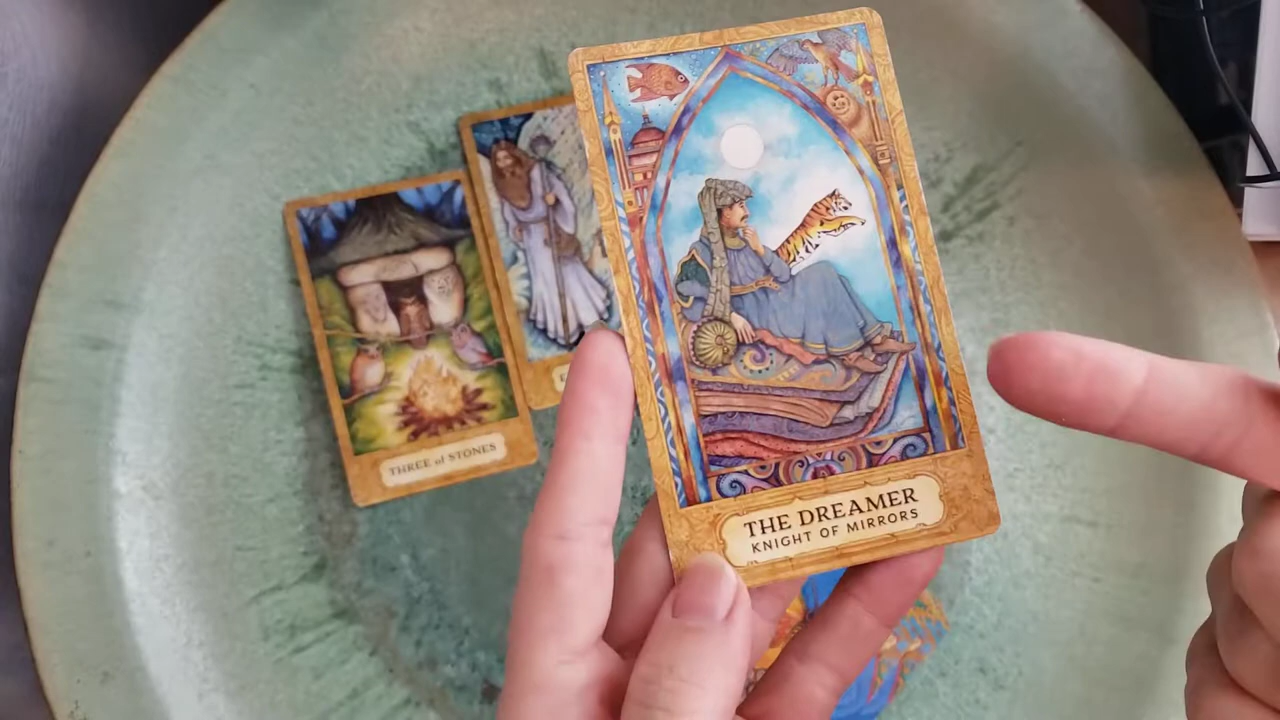 THREE of STONES
THE DREAMER
KNIGHT OF MIRRORS